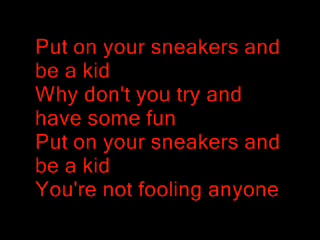 Put on your sneakers and
be a kid
Why don't you try and
have some fun
Put on your sneakers and
be a kid
You're not fooling anyone